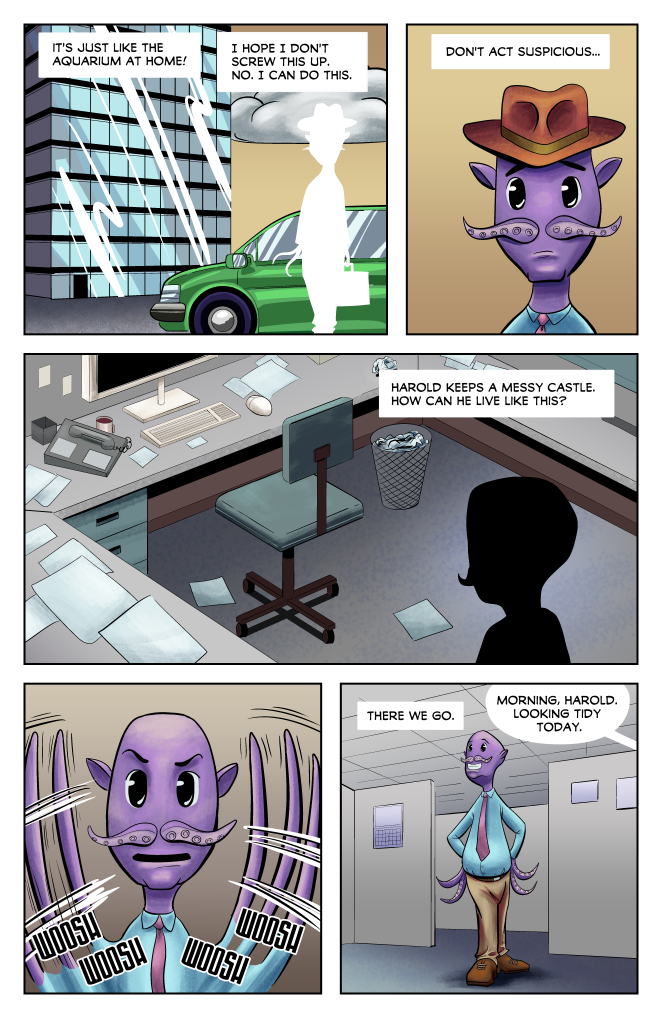 IT'S JUST LIKE THE
AQUARIUM AT HOME!
I HOPE I DON'T
SCREW THIS UP.
NO. I CAN DO THIS.
DON'T ACT SUSPICIOUS...
HAROLD KEEPS A MESSY CASTLE.
HOW CAN HE LIVE LIKE THIS?
WOOSH
WOOSH
WOOSH
WOOSH
THERE WE GO.
MORNING, HAROLD.
LOOKING TIDY
TODAY.